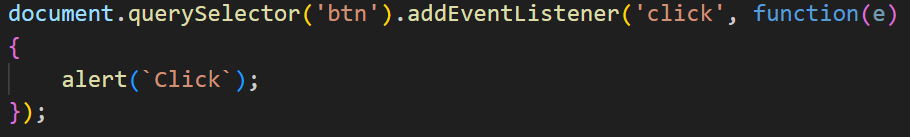 document.querySelector('btn').addEventListener('click', function(e)
{
    alert(`Click`);
});